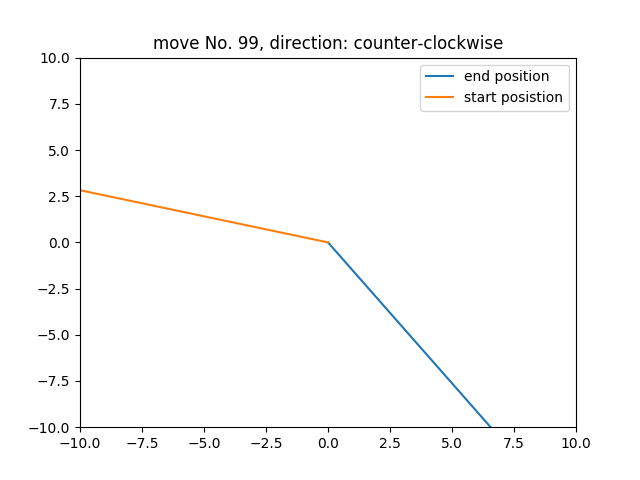 move No. 99, direction: counter-clockwise
end position
start posistion
10.0
7.5
5.0
2.5
0.0
−2.5
−5.0
−7.5
−10.0
−10.0 −7.5 −5.0 −2.5 0.0 2.5 5.0 7.5 10.0